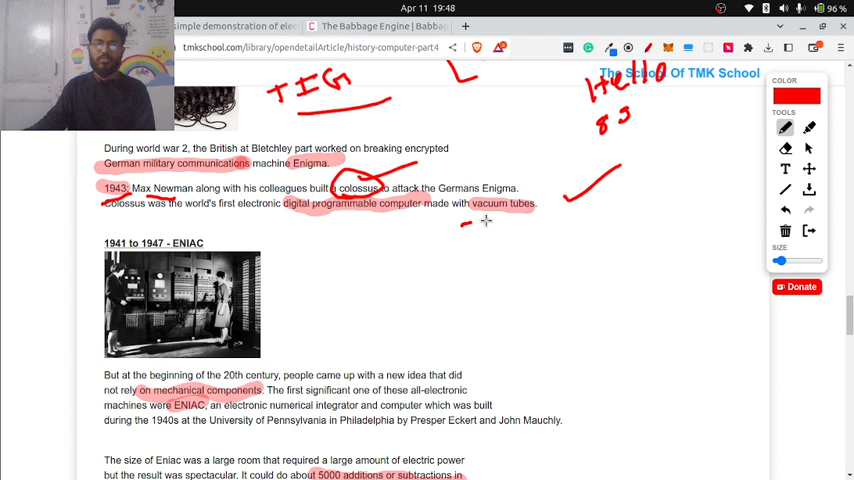 Apr 11 19:48
96 %
simple demonstration of elec
The Babbage Engine | Babbag
tmkschool.com/library/opendetailArticle/history-computer-part4
The School Of TMK School
TIG
L
Hello
85
During world war 2, the British at Bletchley part worked on breaking encrypted
German military communications machine Enigma.
1943: Max Newman along with his colleagues built a colossus to attack the Germans Enigma.
Colossus was the world's first electronic digital programmable computer made with vacuum tubes.
1941 to 1947 - ENIAC
But at the beginning of the 20th century, people came up with a new idea that did
not rely on mechanical components. The first significant one of these all-electronic
machines were ENIAC, an electronic numerical integrator and computer which was built
during the 1940s at the University of Pennsylvania in Philadelphia by Presper Eckert and John Mauchly.
The size of Eniac was a large room that required a large amount of electric power
but the result was spectacular. It could do about 5000 additions or subtractions in
COLOR
TOOLS
T
SIZE
Donate